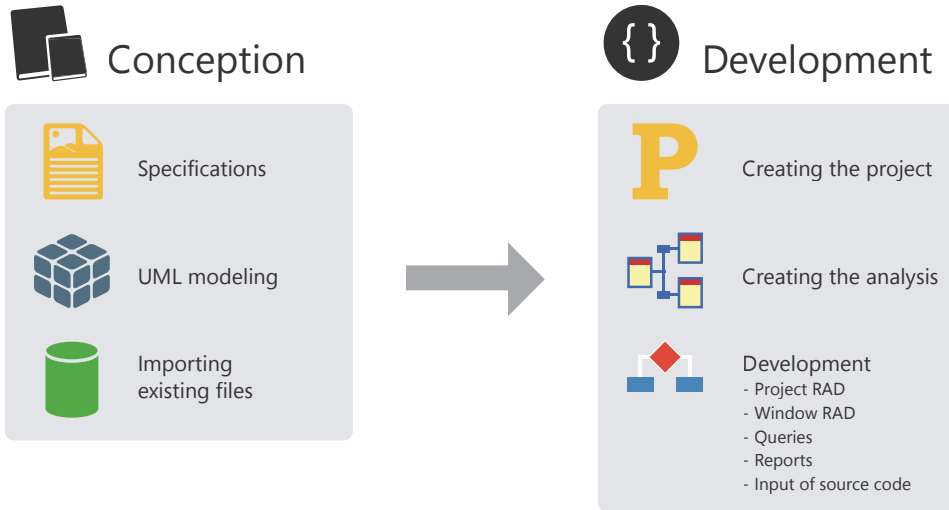 Conception
Specifications
UML modeling
Importing
existing files
{ }
Development
P
Creating the project
Creating the analysis
Development
- Project RAD
- Window RAD
- Queries
- Reports
- Input of source code